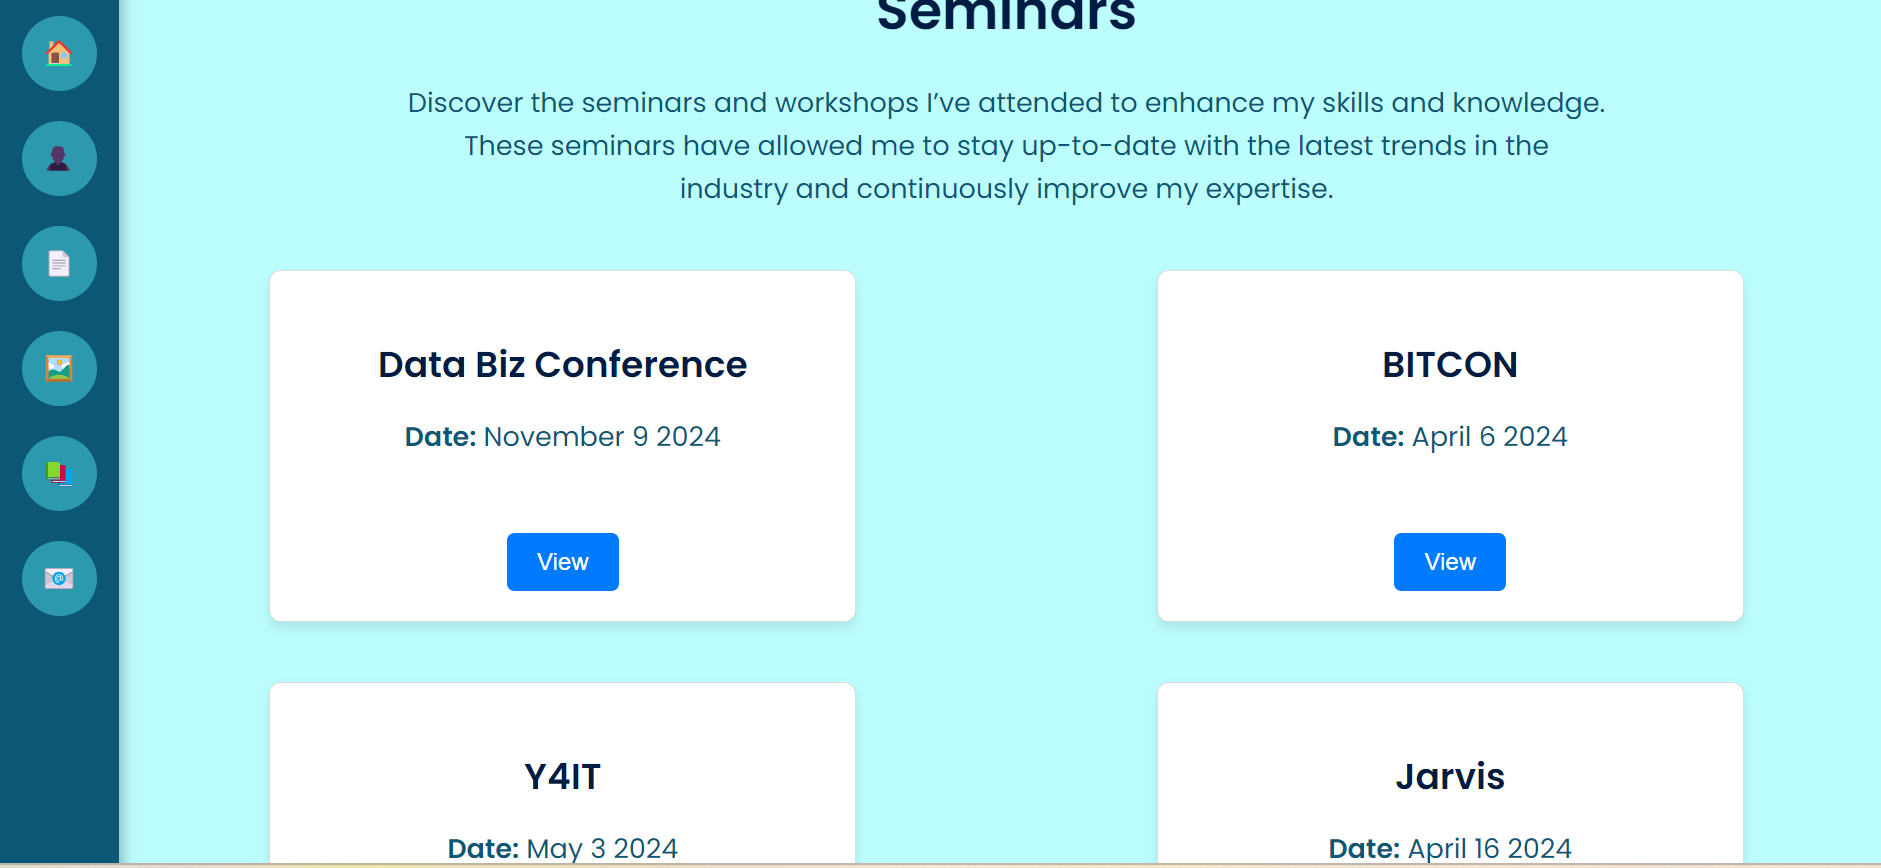 Seminars
Discover the seminars and workshops I’ve attended to enhance my skills and knowledge.
These seminars have allowed me to stay up-to-date with the latest trends in the
industry and continuously improve my expertise.
Data Biz Conference
Date: November 9 2024
View
BITCON
Date: April 6 2024
View
Y4IT
Date: May 3 2024
Jarvis
Date: April 16 2024